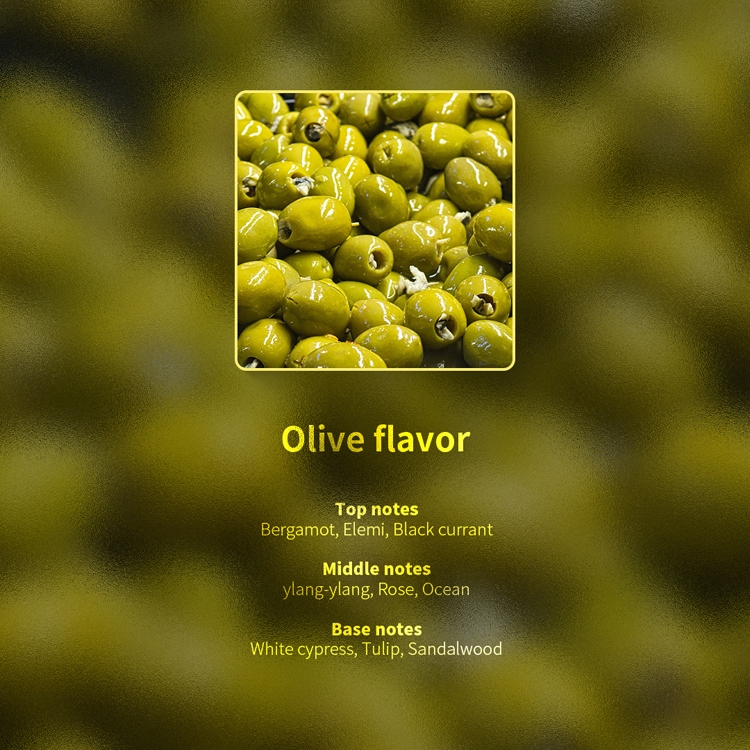 Olive flavor
Top notes
Bergamot, Elemi, Black currant
Middle notes
ylang-ylang, Rose, Ocean
Base notes
White cypress, Tulip, Sandalwood